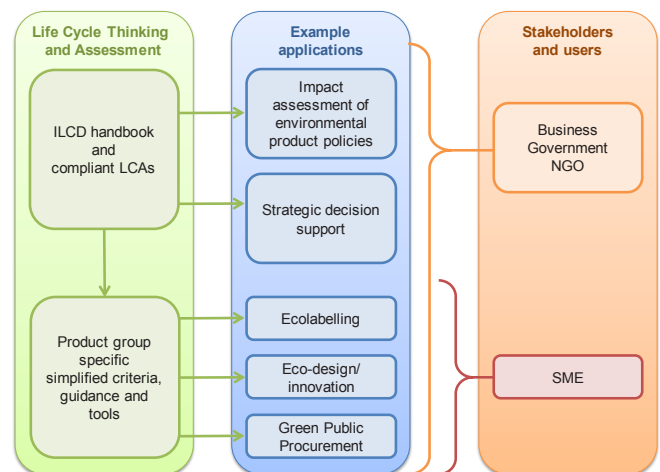 Life Cycle Thinking
and Assessment
ILCD handbook
and
compliant LCAs
Product group
specific
simplified criteria,
guidance and
tools
Example
applications
Impact
assessment of
environmental
product policies
Strategic decision
support
Ecolabelling
Eco-design/
innovation
Green Public
Procurement
Stakeholders
and users
Business
Government
NGO
SME